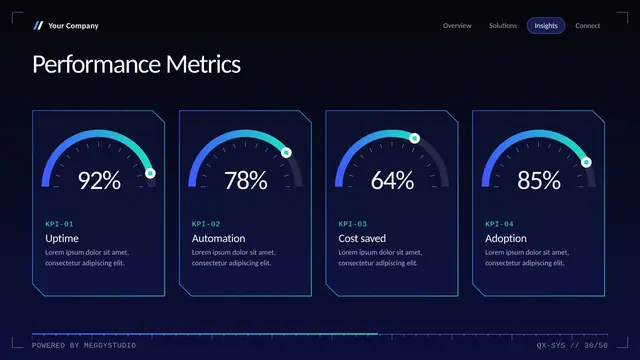 Your Company
Overview Solutions Insights Connect
Performance Metrics
92%
KPI-01
Uptime
Lorem ipsum dolor sit amet,
consectetur adipiscing elit.
78%
KPI-02
Automation
Lorem ipsum dolor sit amet,
consectetur adipiscing elit.
64%
KPI-03
Cost saved
Lorem ipsum dolor sit amet,
consectetur adipiscing elit.
85%
KPI-04
Adoption
Lorem ipsum dolor sit amet,
consectetur adipiscing elit.
POWERED BY MEGGYSTUDIO
QX-SYS // 30/50